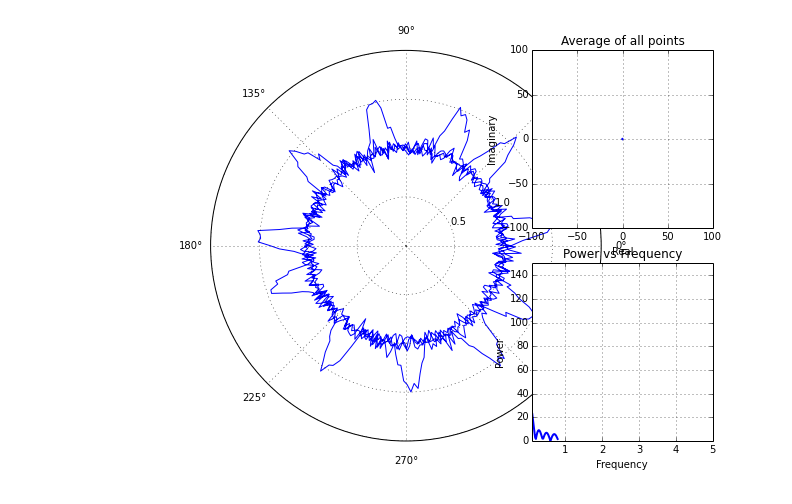 90°
135°
180°
225°
270°
0°
0.5
1.0
Average of all points
100
50
0
−50
−100
Imaginary
−100 −50 0 50 100
Real
Power vs Frequency
140
120
100
80
60
40
20
0
Power
1 2 3 4 5
Frequency